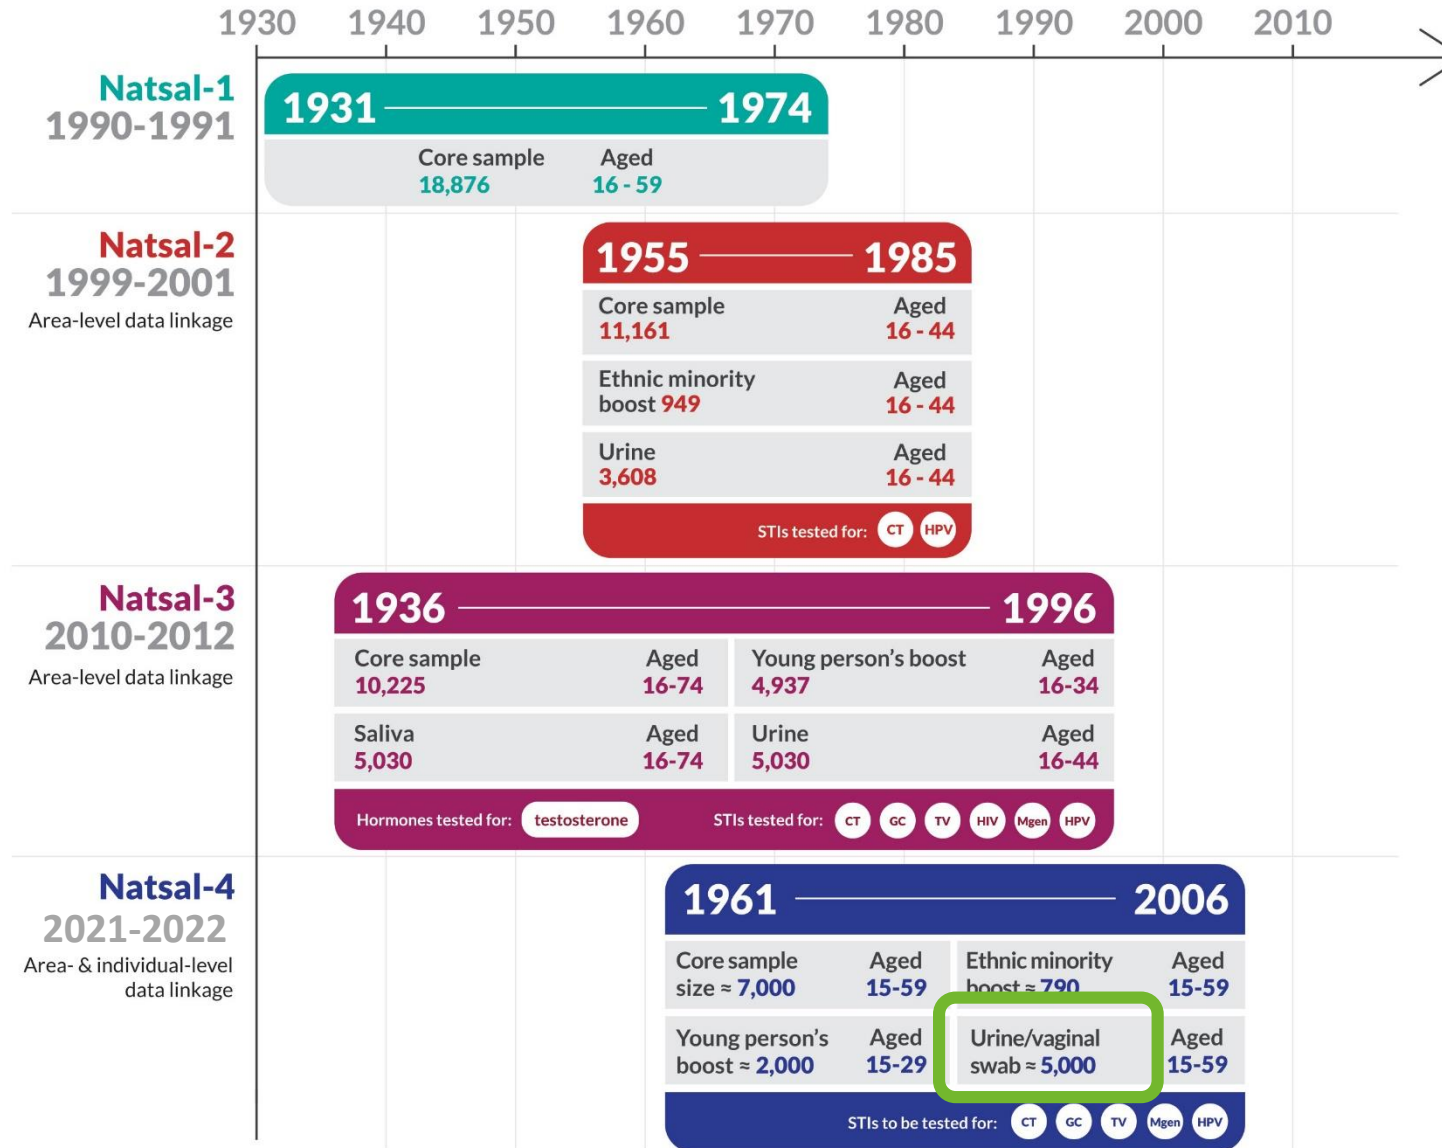 1930 1940 1950 1960 1970 1980 1990 2000 2010
Natsal-1
1990-1991
1931 1974
Core sample Aged
18,876 16 - 59
Natsal-2
1999-2001
Area-level data linkage
1955 1985
Core sample Aged
11,161 16 - 44
Ethnic minority Aged
boost 949 16 - 44
Urine Aged
3,608 16 - 44
STIs tested for: CT HPV
Natsal-3
2010-2012
Area-level data linkage
1936 1996
Core sample Aged Young person's boost Aged
10,225 16-74 4,937 16-34
Saliva Aged Urine Aged
5,030 16-74 5,030 16-44
Hormones tested for: testosterone STIs tested for: CT GC TV HIV Mgen HPV
Natsal-4
2021-2022
Area- & individual-level
data linkage
1961 2006
Core sample Aged Ethnic minority Aged
size ≈ 7,000 15-59 boost ≈ 790 15-59
Young person's Aged Urine/vaginal Aged
boost ≈ 2,000 15-29 swab ≈ 5,000 15-59
STIs to be tested for: CT GC TV Mgen HPV